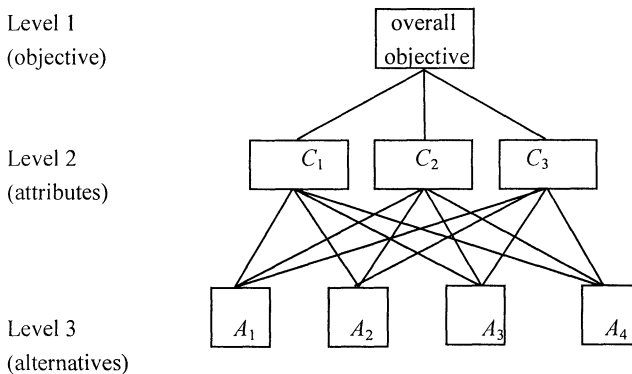 Level 1
(objective)
overall
objective
Level 2
(attributes)
C1
C2
C3
Level 3
(alternatives)
A1
A2
A3
A4